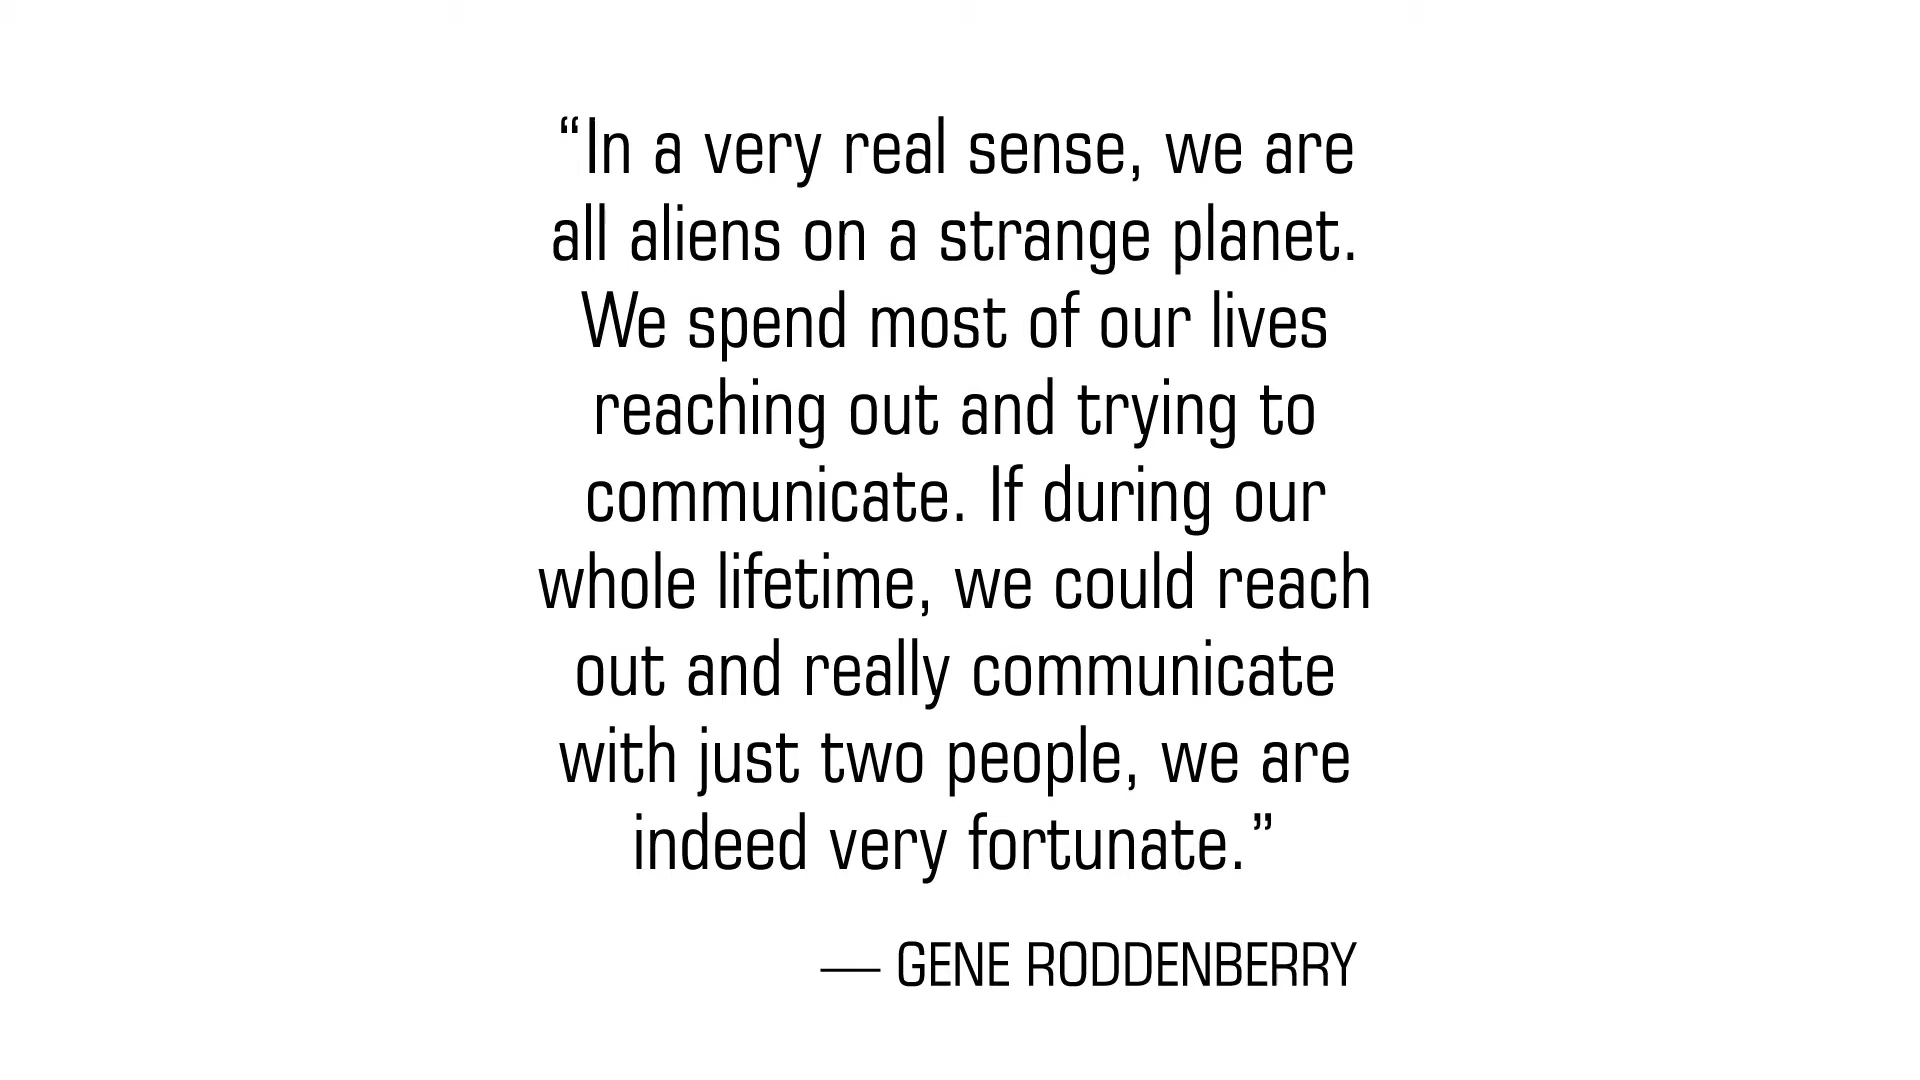 “In a very real sense, we are
all aliens on a strange planet.
We spend most of our lives
reaching out and trying to
communicate. If during our
whole lifetime, we could reach
out and really communicate
with just two people, we are
indeed very fortunate.”
— GENE RODDENBERRY